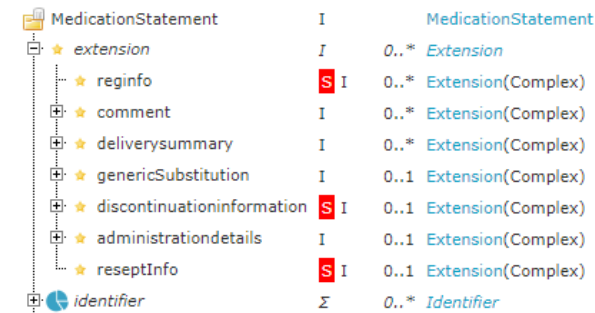 MedicationStatement I MedicationStatement
extension I 0..* Extension
reginfo S I 0..* Extension(Complex)
comment I 0..* Extension(Complex)
deliverysummary I 0..* Extension(Complex)
genericSubstitution I 0..1 Extension(Complex)
discontinuationinformation S I 0..1 Extension(Complex)
administrationdetails I 0..1 Extension(Complex)
reseptInfo S I 0..1 Extension(Complex)
identifier Σ 0..* Identifier